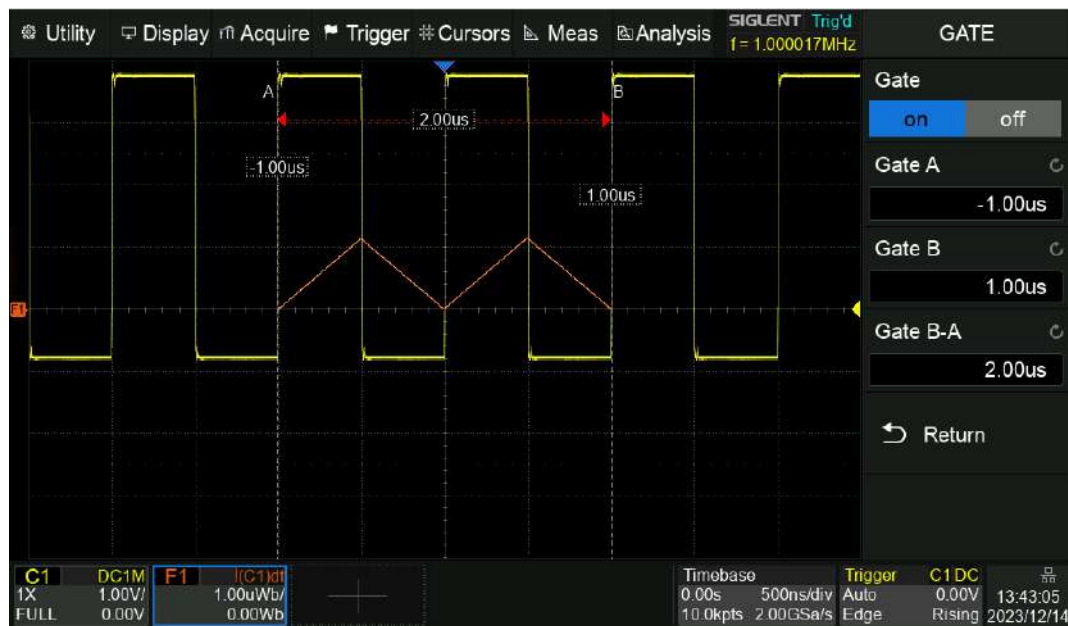 Utility Display Acquire Trigger Cursors Meas Analysis SIGLENT Trig'd
f = 1.000017MHz
GATE
A
B
2.00us
-1.00us
1.00us
F1
Gate
on off
Gate A
-1.00us
Gate B
1.00us
Gate B-A
2.00us
Return
C1 DC1M
1X 1.00V/
FULL 0.00V
F1 ∫(C1)dt
1.00uWb/
0.00Wb
Timebase
0.00s 500ns/div
10.0kpts 2.00GSa/s
Trigger C1 DC
Auto 0.00V
Edge Rising
13:43:05
2023/12/14